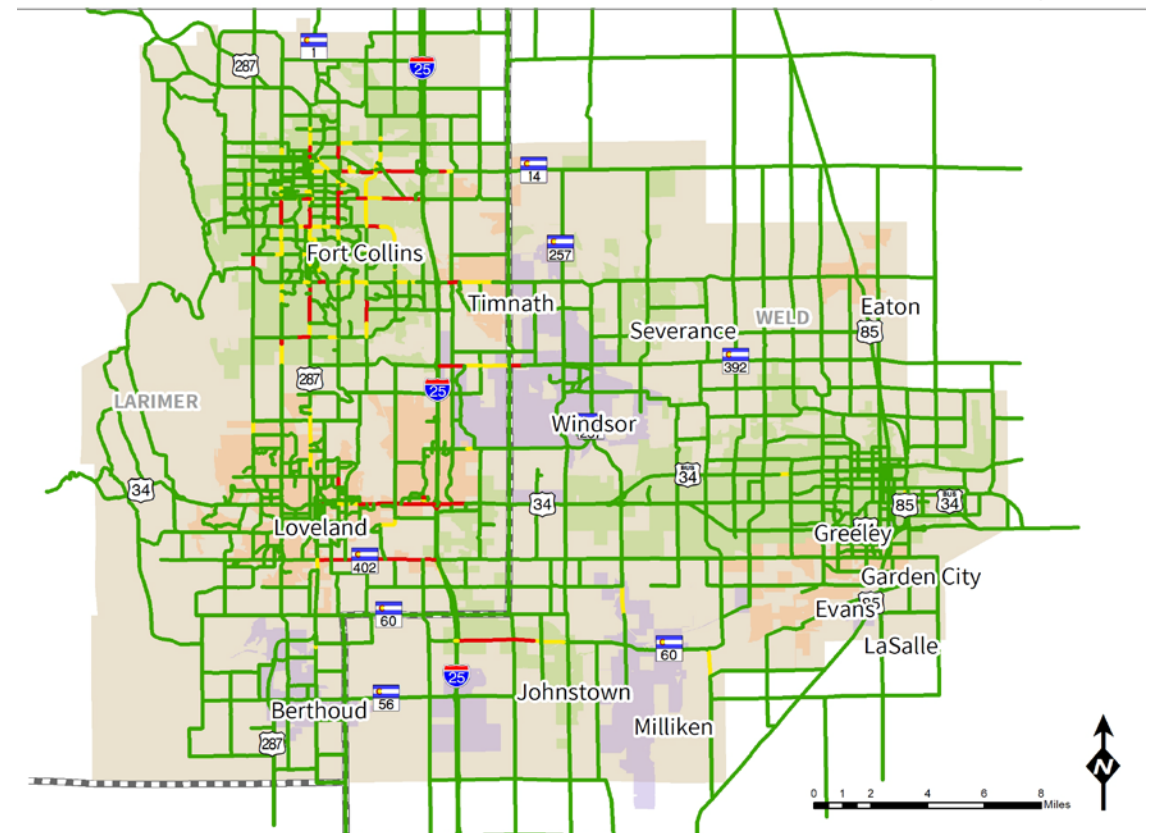 1
287
25
14
Fort Collins
257
Timnath
Eaton
WELD
Severance
85
392
287
25
LARIMER
Windsor
BUS
34
34
34
85
BUS
34
Loveland
Greeley
402
Garden City
60
Evans
85
60
LaSalle
25
Johnstown
56
Berthoud
Milliken
287
N
0 1 2 4 6 8
Miles